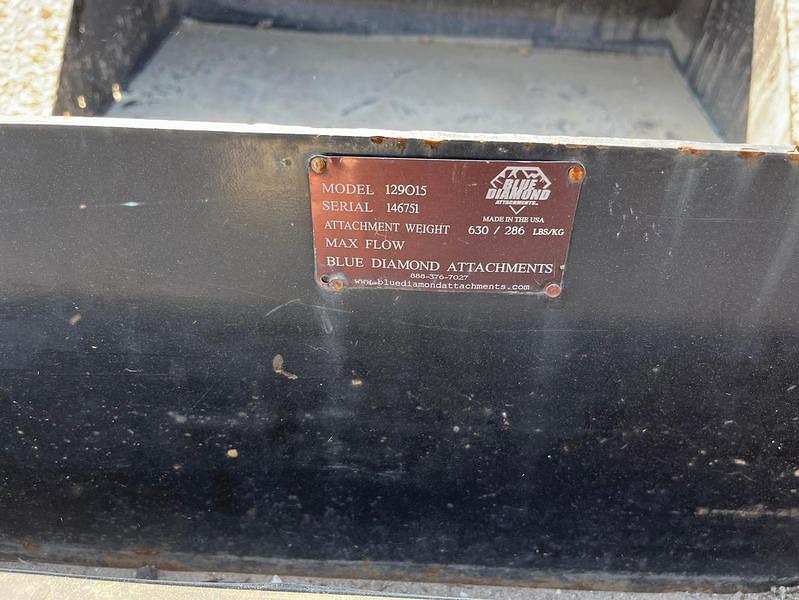 MODEL 129015
SERIAL 146751
BLUE
DIAMOND
ATTACHMENTS
MADE IN THE USA
ATTACHMENT WEIGHT 630 / 286 LBS/KG
MAX FLOW
BLUE DIAMOND ATTACHMENTS
888-376-7027
www.bluediamondattachments.com